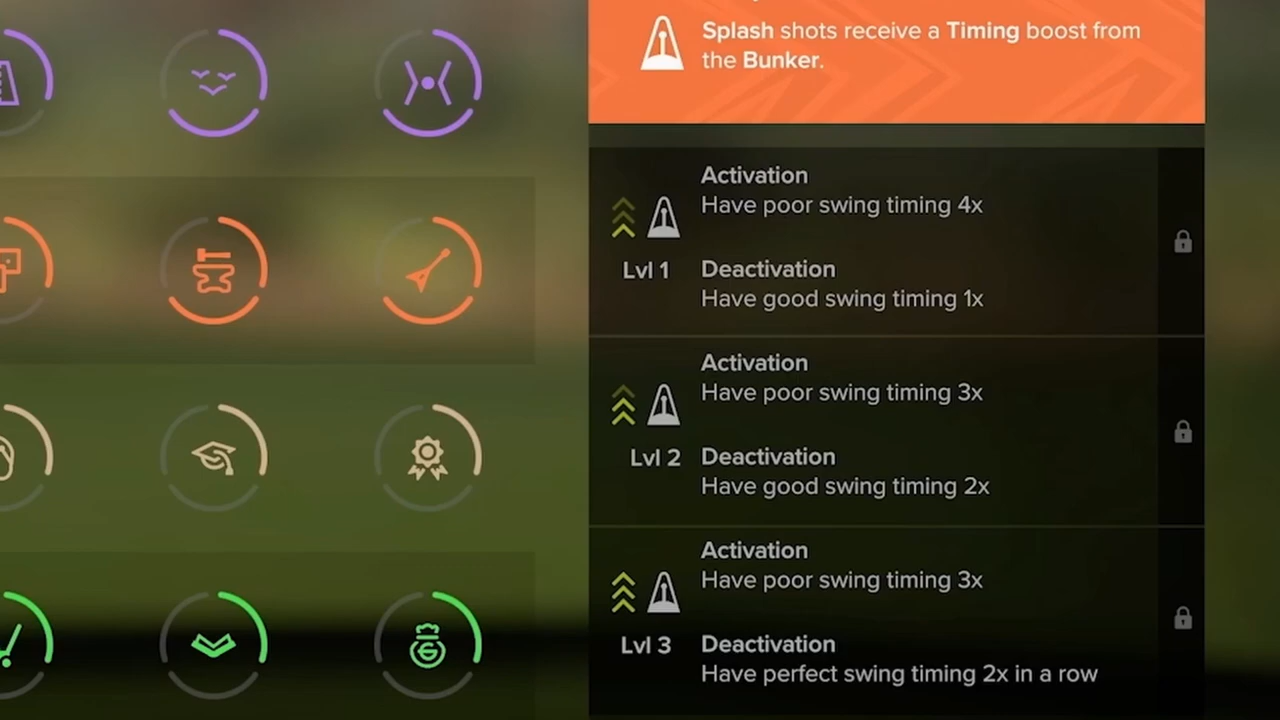 Splash shots receive a Timing boost from
the Bunker.
Activation
Have poor swing timing 4x
Lvl 1
Deactivation
Have good swing timing 1x
Activation
Have poor swing timing 3x
Lvl 2
Deactivation
Have good swing timing 2x
Activation
Have poor swing timing 3x
Lvl 3
Deactivation
Have perfect swing timing 2x in a row